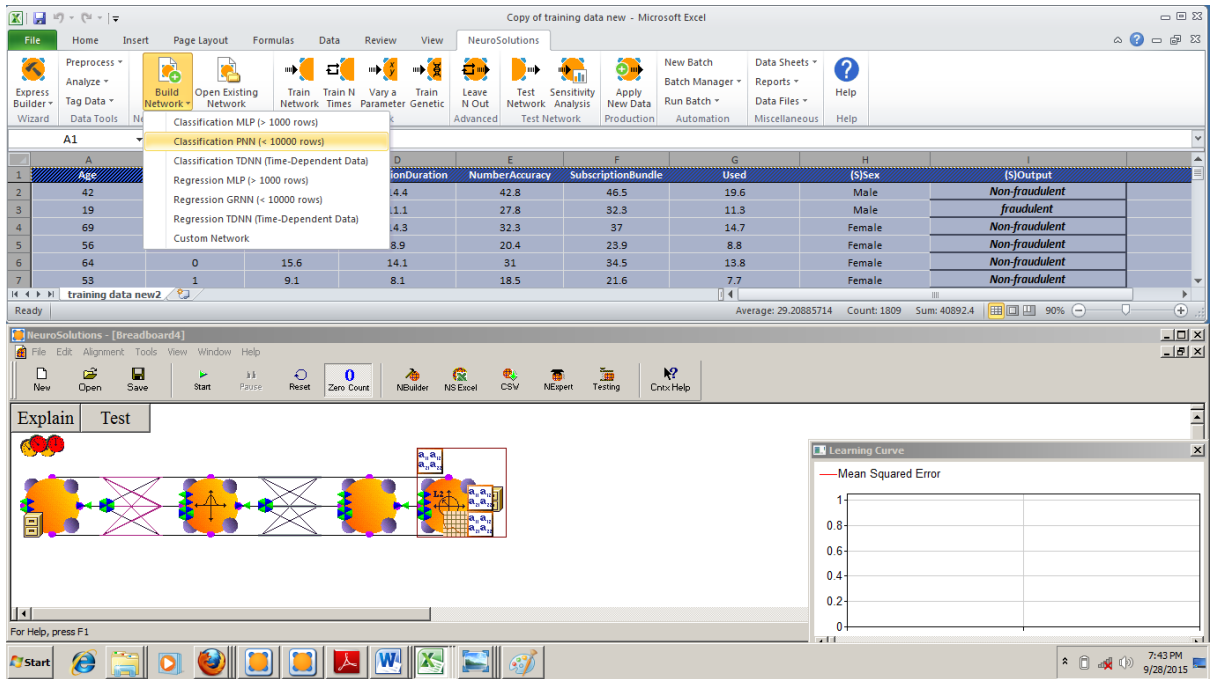 Copy of training data new - Microsoft Excel
File Home Insert Page Layout Formulas Data Review View NeuroSolutions
Express Builder
Preprocess
Analyze
Tag Data
Build Network
Open Existing Network
Train Network
Train N Times
Vary a Parameter
Train Genetic
Leave N Out
Test Network
Sensitivity Analysis
Apply New Data
New Batch
Batch Manager
Run Batch
Data Sheets
Reports
Data Files
Help
Wizard Data Tools Advanced Test Network Production Automation Miscellaneous Help
Classification MLP (> 1000 rows)
Classification PNN (< 10000 rows)
Classification TDNN (Time-Dependent Data)
Regression MLP (> 1000 rows)
Regression GRNN (< 10000 rows)
Regression TDNN (Time-Dependent Data)
Custom Network
A1
A D E F G H I
1 Age ionDuration NumberAccuracy SubscriptionBundle Used (S)Sex (S)Output
2 42 4.4 42.8 46.5 19.6 Male Non-fraudulent
3 19 1.1 27.8 32.3 11.3 Male fraudulent
4 69 4.3 32.3 37 14.7 Female Non-fraudulent
5 56 8.9 20.4 23.9 8.8 Female Non-fraudulent
6 64 0 15.6 14.1 31 34.5 13.8 Female Non-fraudulent
7 53 1 9.1 8.1 18.5 21.6 7.7 Female Non-fraudulent
training data new2
Ready Average: 29.20885714 Count: 1809 Sum: 40892.4 90%
NeuroSolutions - [Breadboard4]
File Edit Alignment Tools View Window Help
New Open Save Start Pause Reset Zero Count NBuilder NSExcel CSV NExpert Testing Cntx Help
Explain Test
Learning Curve
Mean Squared Error
1
0.8
0.6
0.4
0.2
0
For Help, press F1
Start
7:43 PM
9/28/2015